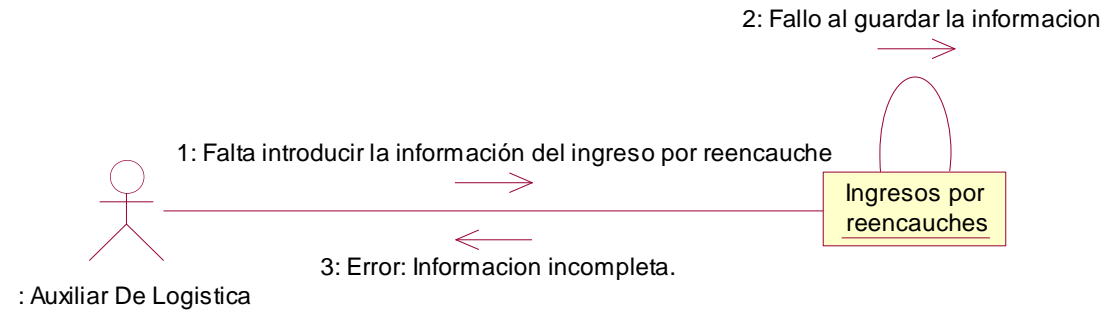 2: Fallo al guardar la informacion
1: Falta introducir la información del ingreso por reencauche
Ingresos por
reencauches
3: Error: Informacion incompleta.
: Auxiliar De Logistica